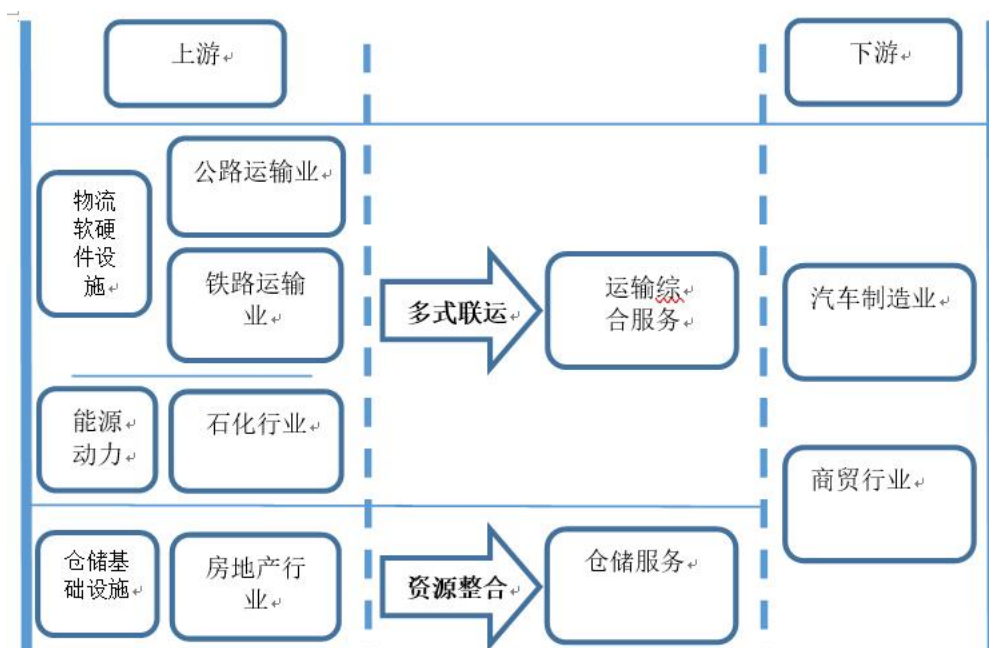 上游
下游
物流
软硬
件设
施
公路运输业
铁路运输
业
多式联运
运输综
合服务
汽车制造业
能源
动力
石化行业
商贸行业
仓储基
础设施
房地产行
业
资源整合
仓储服务